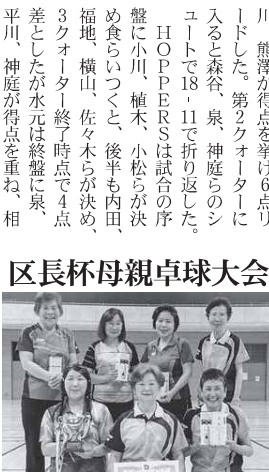 川、熊澤が得点を挙げ6点リ
ードした。第2クォーターに
入ると森谷、泉、神庭らのシ
ュートで18-11で折り返した。
HOPPERSは試合の序
盤に小川、植木、小松らが決
め食らいつくと、後半も内田、
福地、横山、佐々木らが決め、
3クォーター終了時点で4点
差としたが水元は終盤に泉、
平川、神庭が得点を重ね、相
区長杯母親卓球大会